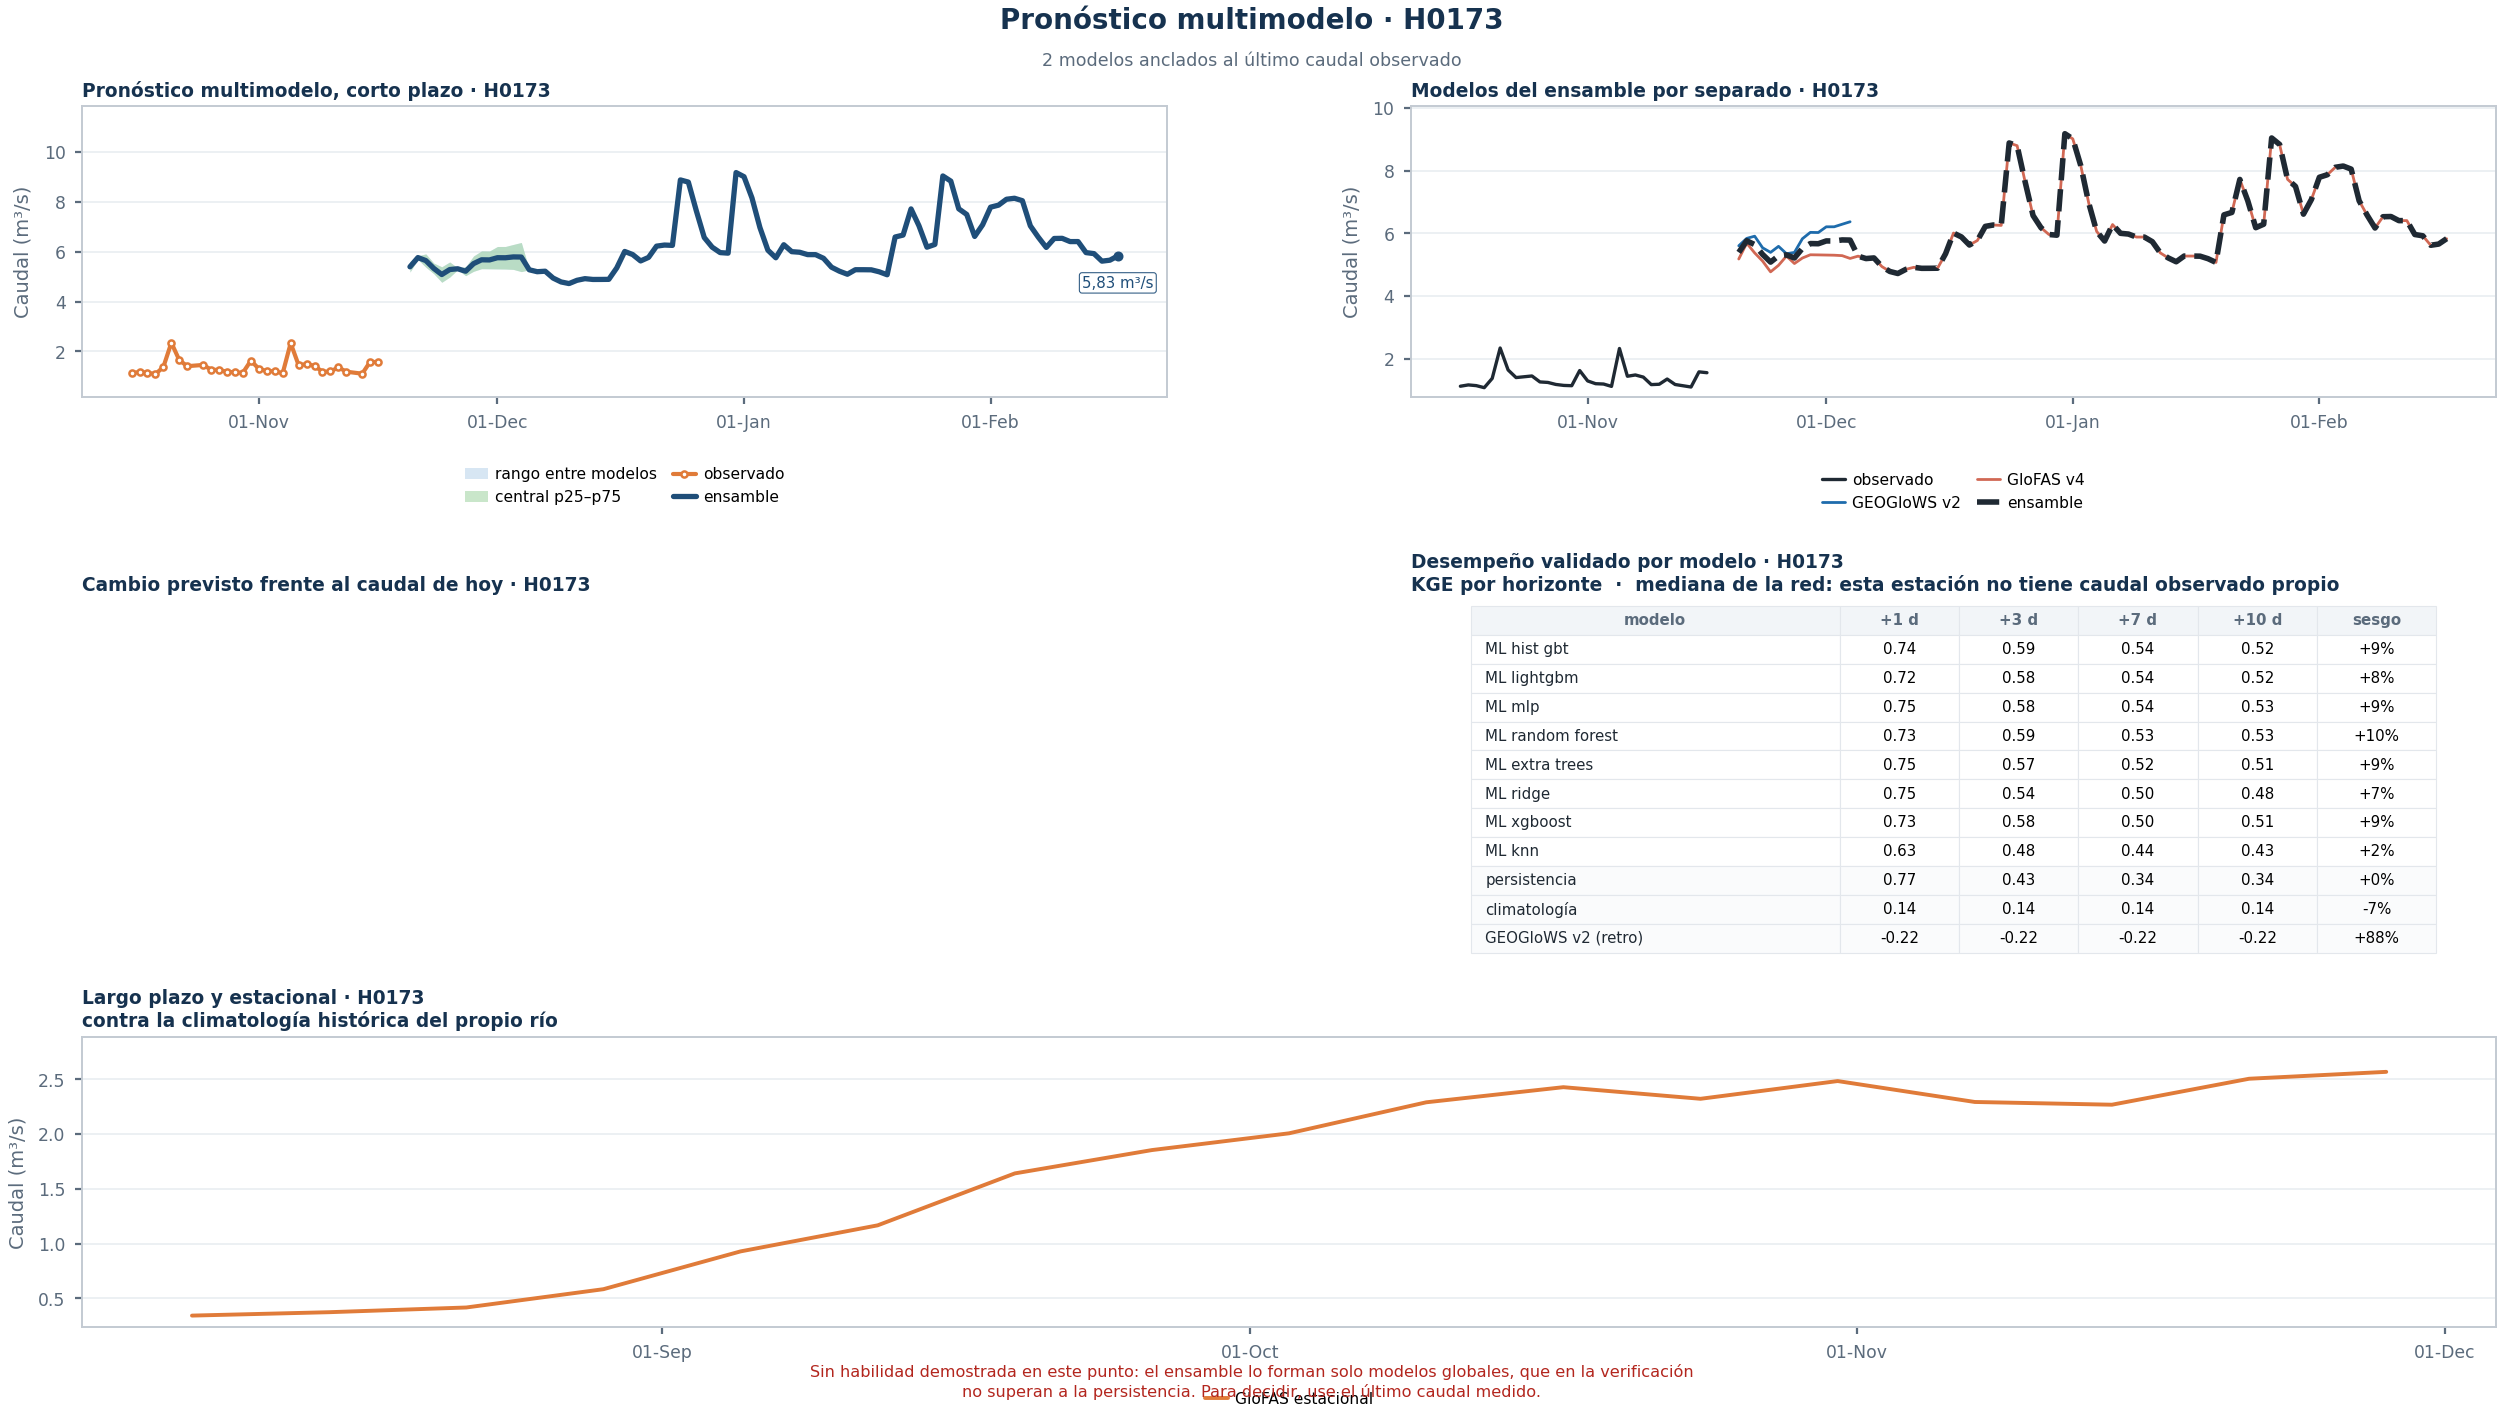 Pronóstico multimodelo · H0173
2 modelos anclados al último caudal observado
Pronóstico multimodelo, corto plazo · H0173
Caudal (m³/s)
10
8
6
4
2
5,83 m³/s
01-Nov 01-Dec 01-Jan 01-Feb
rango entre modelos observado
central p25–p75 ensamble
Modelos del ensamble por separado · H0173
Caudal (m³/s)
10
8
6
4
2
01-Nov 01-Dec 01-Jan 01-Feb
observado GloFAS v4
GEOGloWS v2 ensamble
Cambio previsto frente al caudal de hoy · H0173
Desempeño validado por modelo · H0173
KGE por horizonte · mediana de la red: esta estación no tiene caudal observado propio
modelo +1 d +3 d +7 d +10 d sesgo
ML hist gbt 0.74 0.59 0.54 0.52 +9%
ML lightgbm 0.72 0.58 0.54 0.52 +8%
ML mlp 0.75 0.58 0.54 0.53 +9%
ML random forest 0.73 0.59 0.53 0.53 +10%
ML extra trees 0.75 0.57 0.52 0.51 +9%
ML ridge 0.75 0.54 0.50 0.48 +7%
ML xgboost 0.73 0.58 0.50 0.51 +9%
ML knn 0.63 0.48 0.44 0.43 +2%
persistencia 0.77 0.43 0.34 0.34 +0%
climatología 0.14 0.14 0.14 0.14 -7%
GEOGloWS v2 (retro) -0.22 -0.22 -0.22 -0.22 +88%
Largo plazo y estacional · H0173
contra la climatología histórica del propio río
Caudal (m³/s)
2.5
2.0
1.5
1.0
0.5
01-Sep 01-Oct 01-Nov 01-Dec
Sin habilidad demostrada en este punto: el ensamble lo forman solo modelos globales, que en la verificación
no superan a la persistencia. Para decidir, use el último caudal medido.
GloFAS estacional